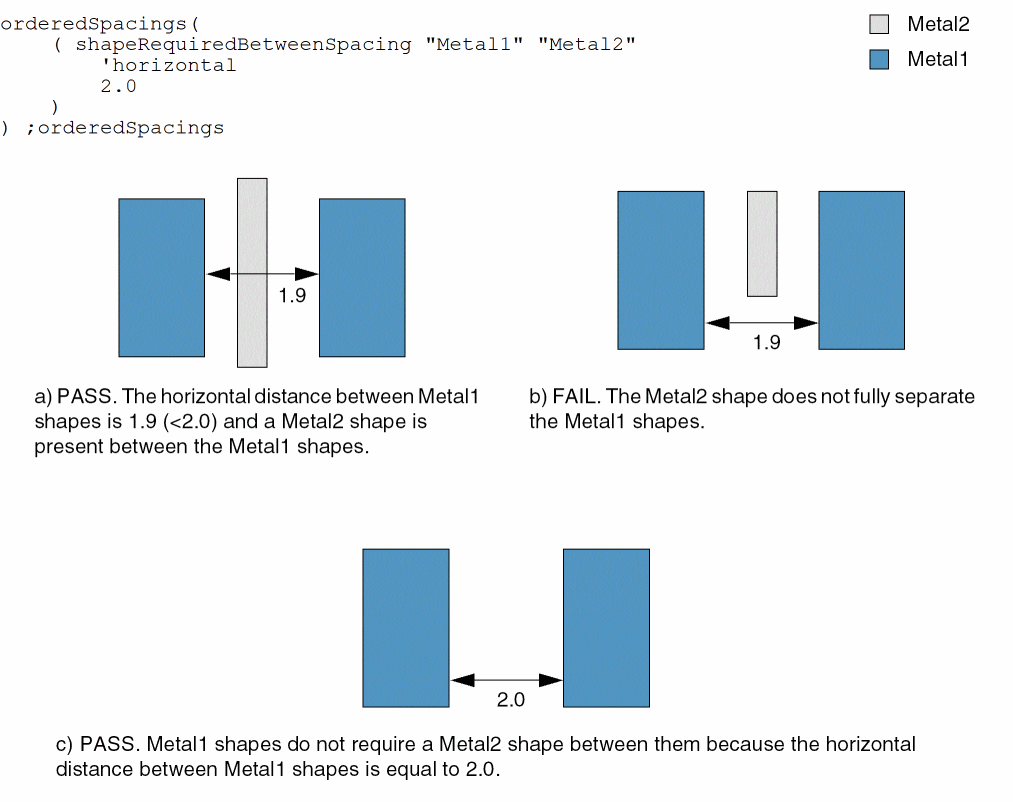 orderedSpacings(
( shapeRequiredBetweenSpacing "Metal1" "Metal2"
'horizontal
2.0
)
) ;orderedSpacings
Metal2
Metal1
1.9
1.9
a) PASS. The horizontal distance between Metal1
shapes is 1.9 (<2.0) and a Metal2 shape is
present between the Metal1 shapes.
b) FAIL. The Metal2 shape does not fully separate
the Metal1 shapes.
2.0
c) PASS. Metal1 shapes do not require a Metal2 shape between them because the horizontal
distance between Metal1 shapes is equal to 2.0.